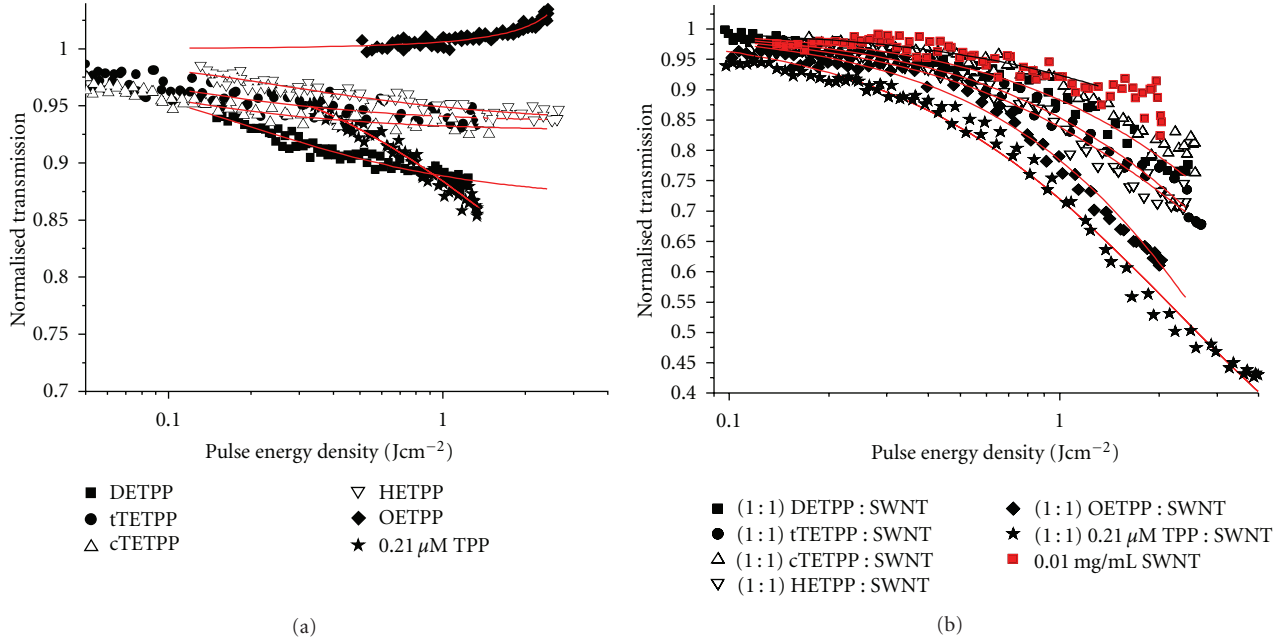 1
0.95
0.9
0.85
0.8
0.75
0.7
Normalised transmission
0.1
1
Pulse energy density (Jcm−2)
DETPP
tTETPP
cTETPP
HETPP
OETPP
0.21 μM TPP
(a)
1
0.95
0.9
0.85
0.8
0.75
0.7
0.65
0.6
0.55
0.5
0.45
0.4
Normalised transmission
0.1
1
Pulse energy density (Jcm−2)
(1 : 1) DETPP : SWNT
(1 : 1) tTETPP : SWNT
(1 : 1) cTETPP : SWNT
(1 : 1) HETPP : SWNT
(1 : 1) OETPP : SWNT
(1 : 1) 0.21 μM TPP : SWNT
0.01 mg/mL SWNT
(b)